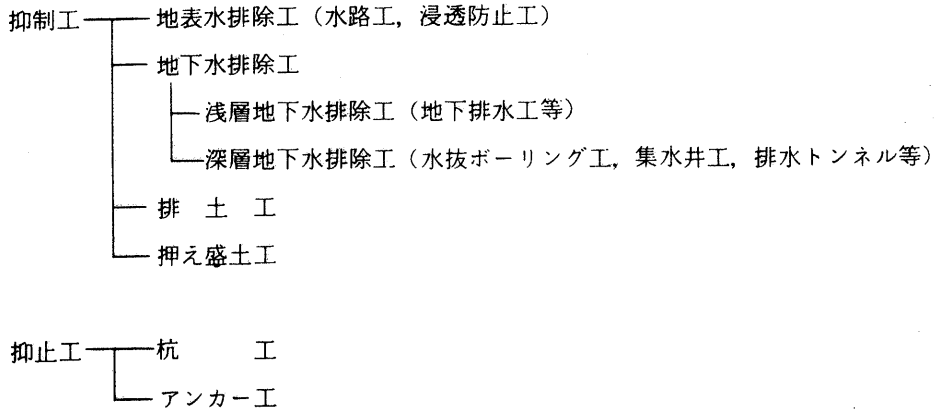 抑制工 地表水排除工（水路工，浸透防止工）
地下水排除工
浅層地下水排除工（地下排水工等）
深層地下水排除工（水抜ボーリング工，集水井工，排水トンネル等）
排 土 工
押え盛土工
抑止工 杭 工
アンカー工